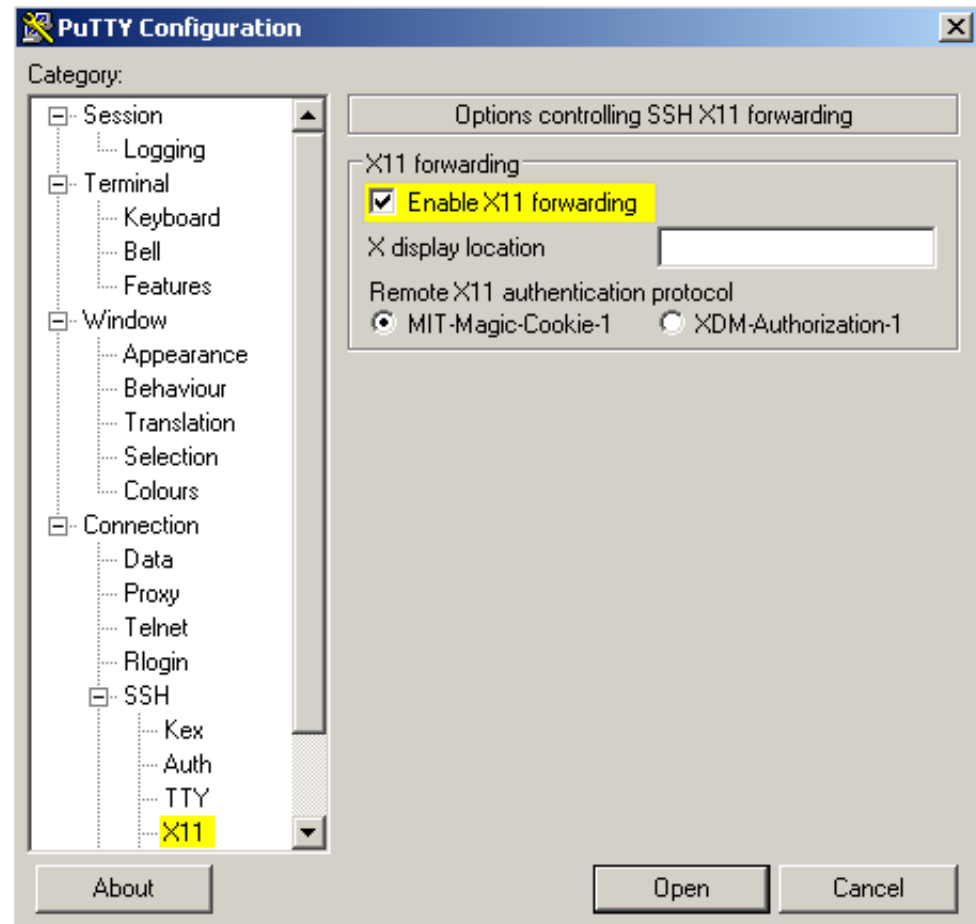 PuTTY Configuration
Category:
Session
Logging
Terminal
Keyboard
Bell
Features
Window
Appearance
Behaviour
Translation
Selection
Colours
Connection
Data
Proxy
Telnet
Rlogin
SSH
Kex
Auth
TTY
X11
Options controlling SSH X11 forwarding
X11 forwarding
Enable X11 forwarding
X display location
Remote X11 authentication protocol
MIT-Magic-Cookie-1 XDM-Authorization-1
About Open Cancel